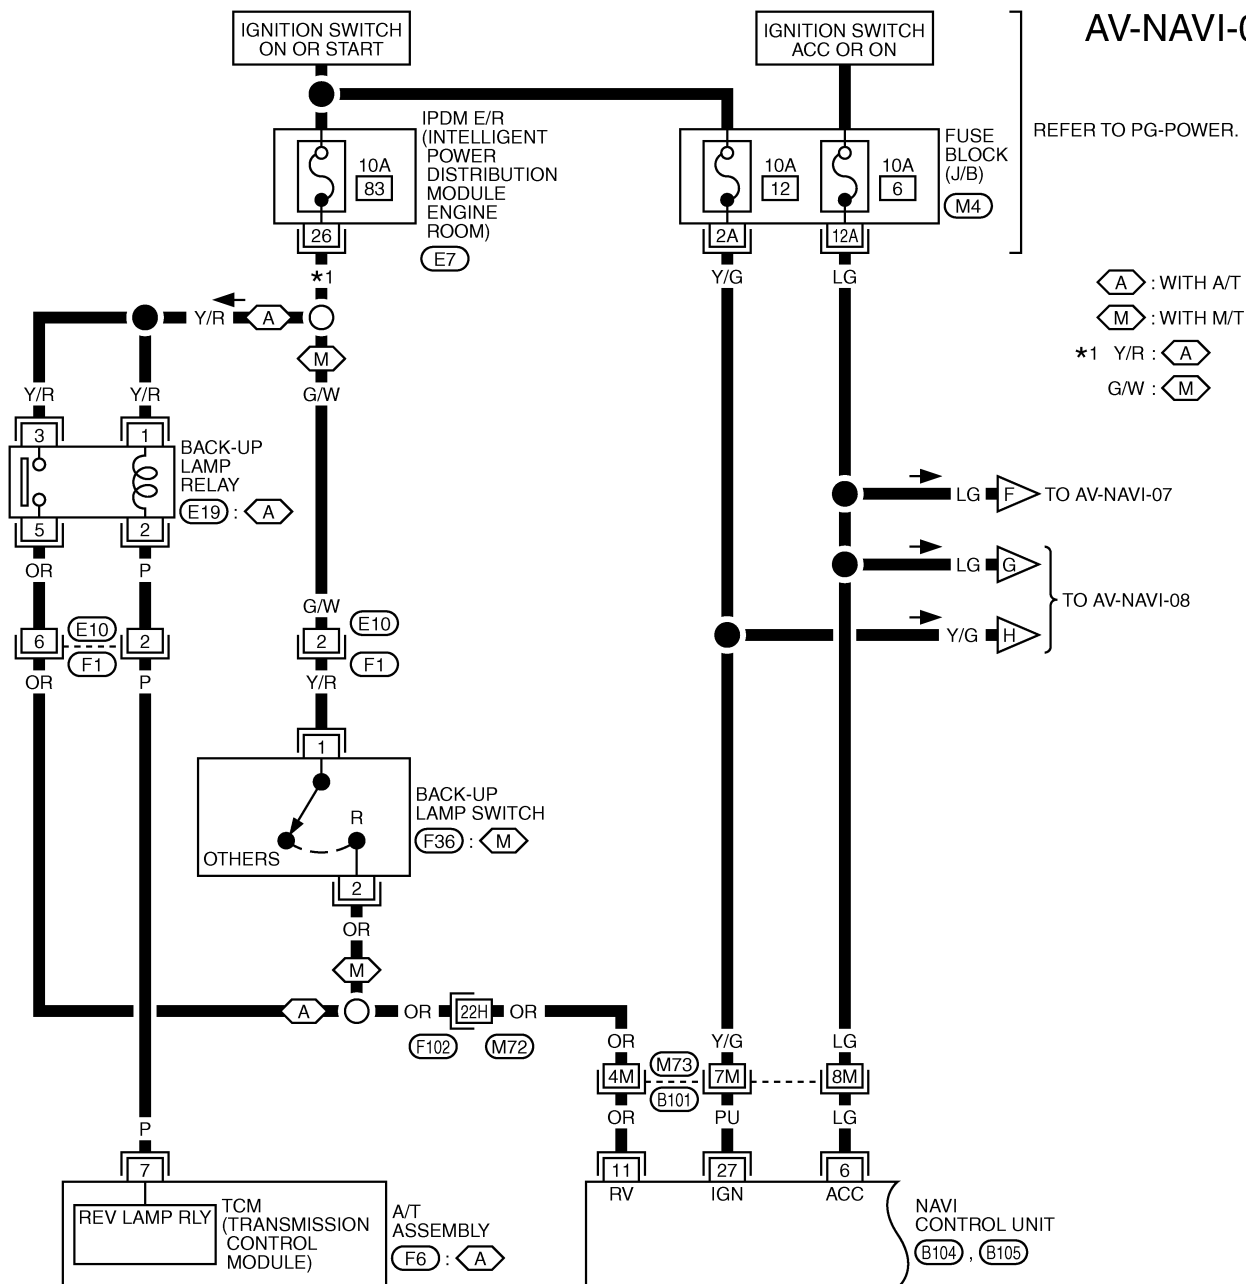 AV-NAVI-0
IGNITION SWITCH
ON OR START
IGNITION SWITCH
ACC OR ON
REFER TO PG-POWER.
IPDM E/R
(INTELLIGENT
POWER
DISTRIBUTION
MODULE
ENGINE
ROOM)
E7
10A
83
26
10A
12
10A
6
FUSE
BLOCK
(J/B)
M4
2A
12A
*1
Y/G
LG
A : WITH A/T
M : WITH M/T
*1 Y/R : A
G/W : M
Y/R
A
M
Y/R
Y/R
G/W
3
1
BACK-UP
LAMP
RELAY
E19 : A
5
2
OR
P
LG F TO AV-NAVI-07
LG G
TO AV-NAVI-08
Y/G H
G/W
6
E10
F1
2
2
E10
F1
OR
P
Y/R
1
BACK-UP
LAMP SWITCH
F36 : M
R
OTHERS
2
OR
M
A
OR
22H
OR
F102
M72
OR
Y/G
LG
4M
M73
B101
7M
8M
OR
PU
LG
P
7
11
27
6
RV
IGN
ACC
REV LAMP RLY
TCM
(TRANSMISSION
CONTROL
MODULE)
A/T
ASSEMBLY
F6 : A
NAVI
CONTROL UNIT
B104 , B105